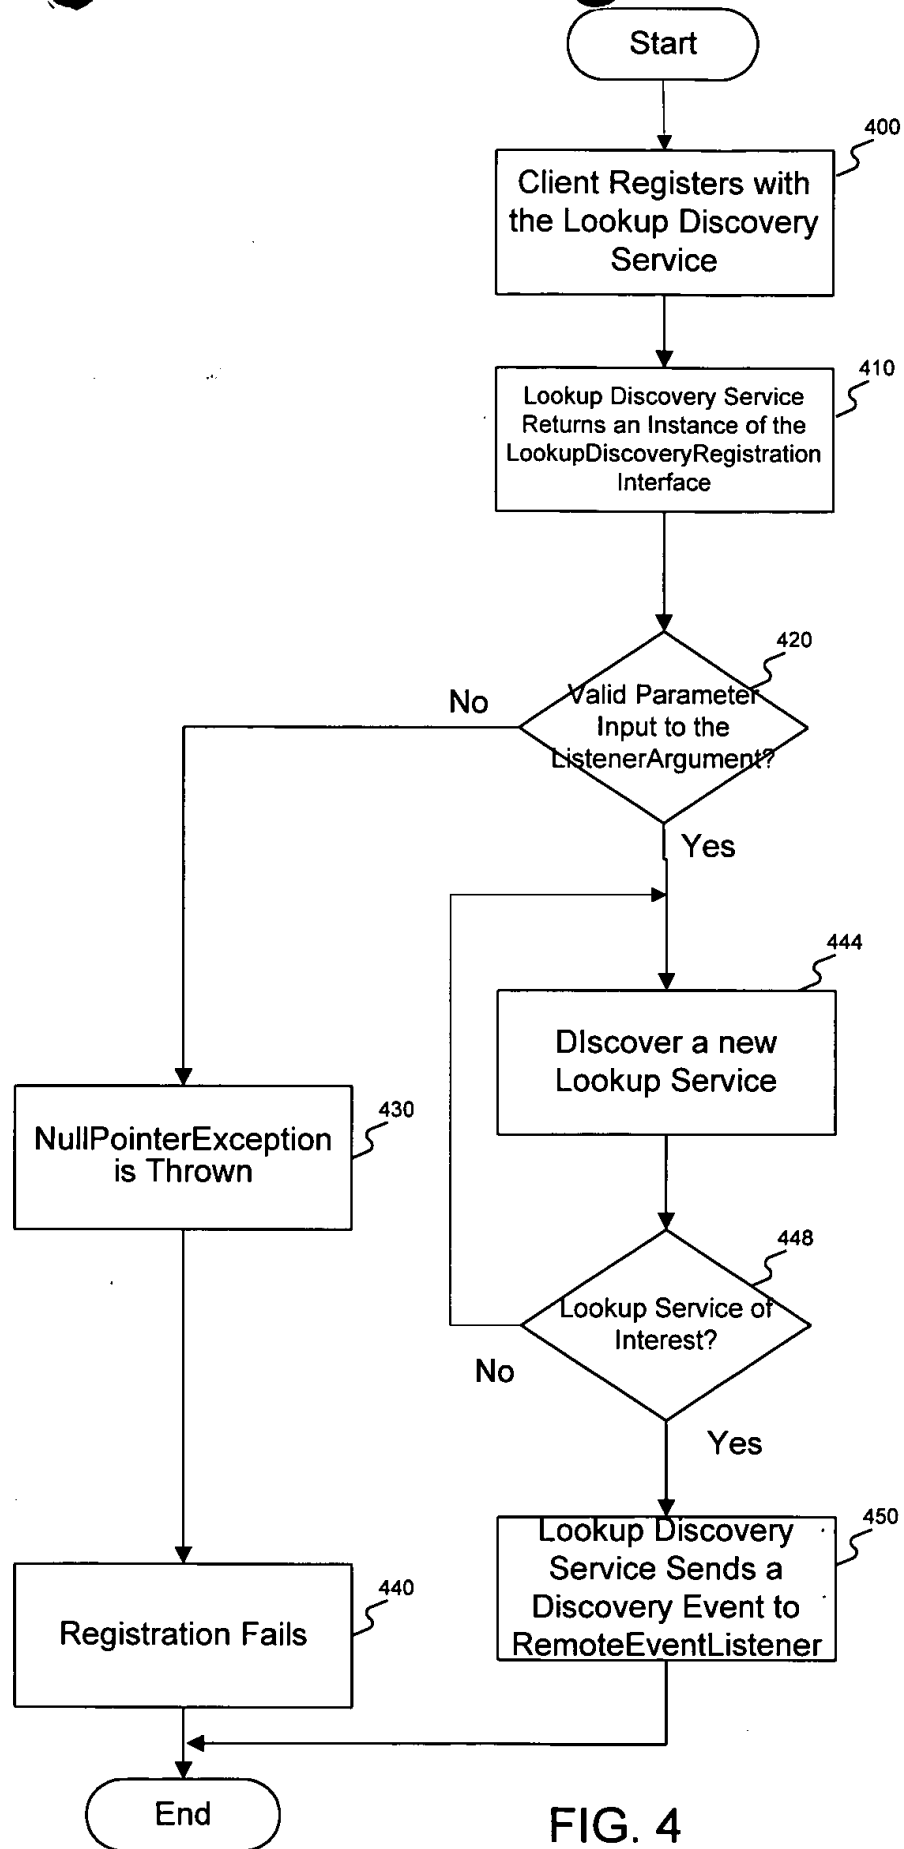 Start
400
Client Registers with
the Lookup Discovery
Service
410
Lookup Discovery Service
Returns an Instance of the
LookupDiscoveryRegistration
Interface
420
Valid Parameter
Input to the
ListenerArgument?
No
Yes
444
DIscover a new
Lookup Service
430
NullPointerException
is Thrown
448
Lookup Service of
Interest?
No
Yes
450
Lookup Discovery
Service Sends a
Discovery Event to
RemoteEventListener
440
Registration Fails
End
FIG. 4